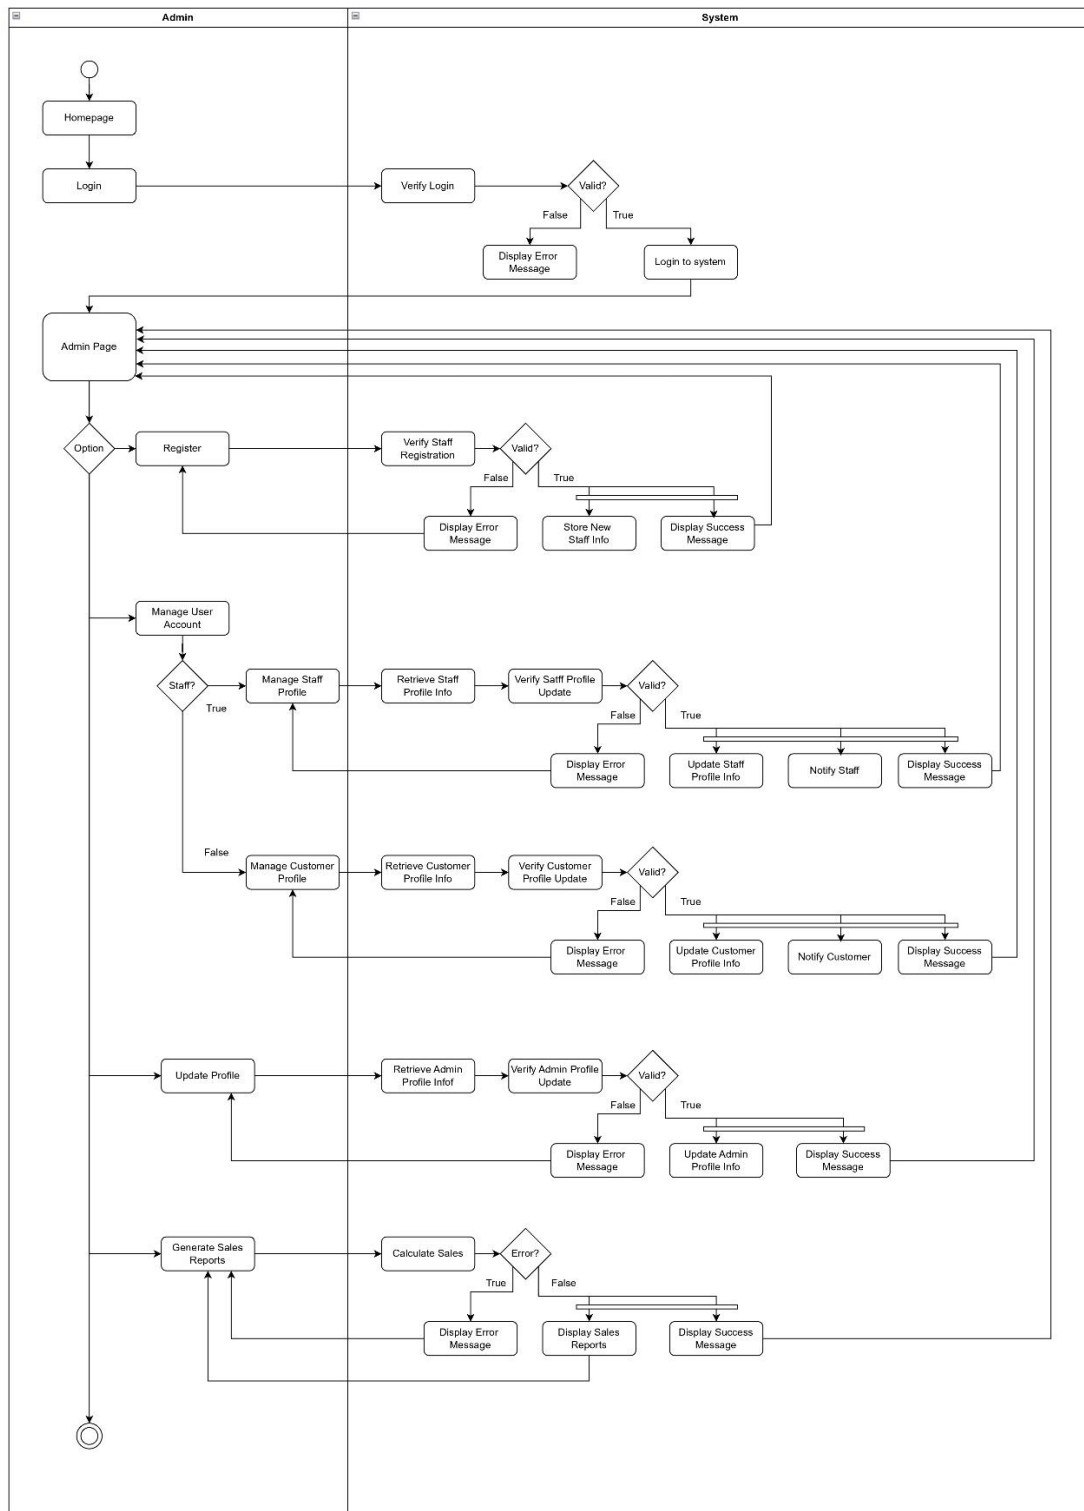 Admin
System
Homepage
Login
Verify Login
Valid?
False
True
Display Error
Message
Login to system
Admin Page
Option
Register
Verify Staff
Registration
Valid?
False
True
Display Error
Message
Store New
Staff Info
Display Success
Message
Manage User
Account
Staff?
True
Manage Staff
Profile
Retrieve Staff
Profile Info
Verify Satff Profile
Update
Valid?
False
True
Display Error
Message
Update Staff
Profile Info
Notify Staff
Display Success
Message
False
Manage Customer
Profile
Retrieve Customer
Profile Info
Verify Customer
Profile Update
Valid?
False
True
Display Error
Message
Update Customer
Profile Info
Notify Customer
Display Success
Message
Update Profile
Retrieve Admin
Profile Infof
Verify Admin Profile
Update
Valid?
False
True
Display Error
Message
Update Admin
Profile Info
Display Success
Message
Generate Sales
Reports
Calculate Sales
Error?
True
False
Display Error
Message
Display Sales
Reports
Display Success
Message